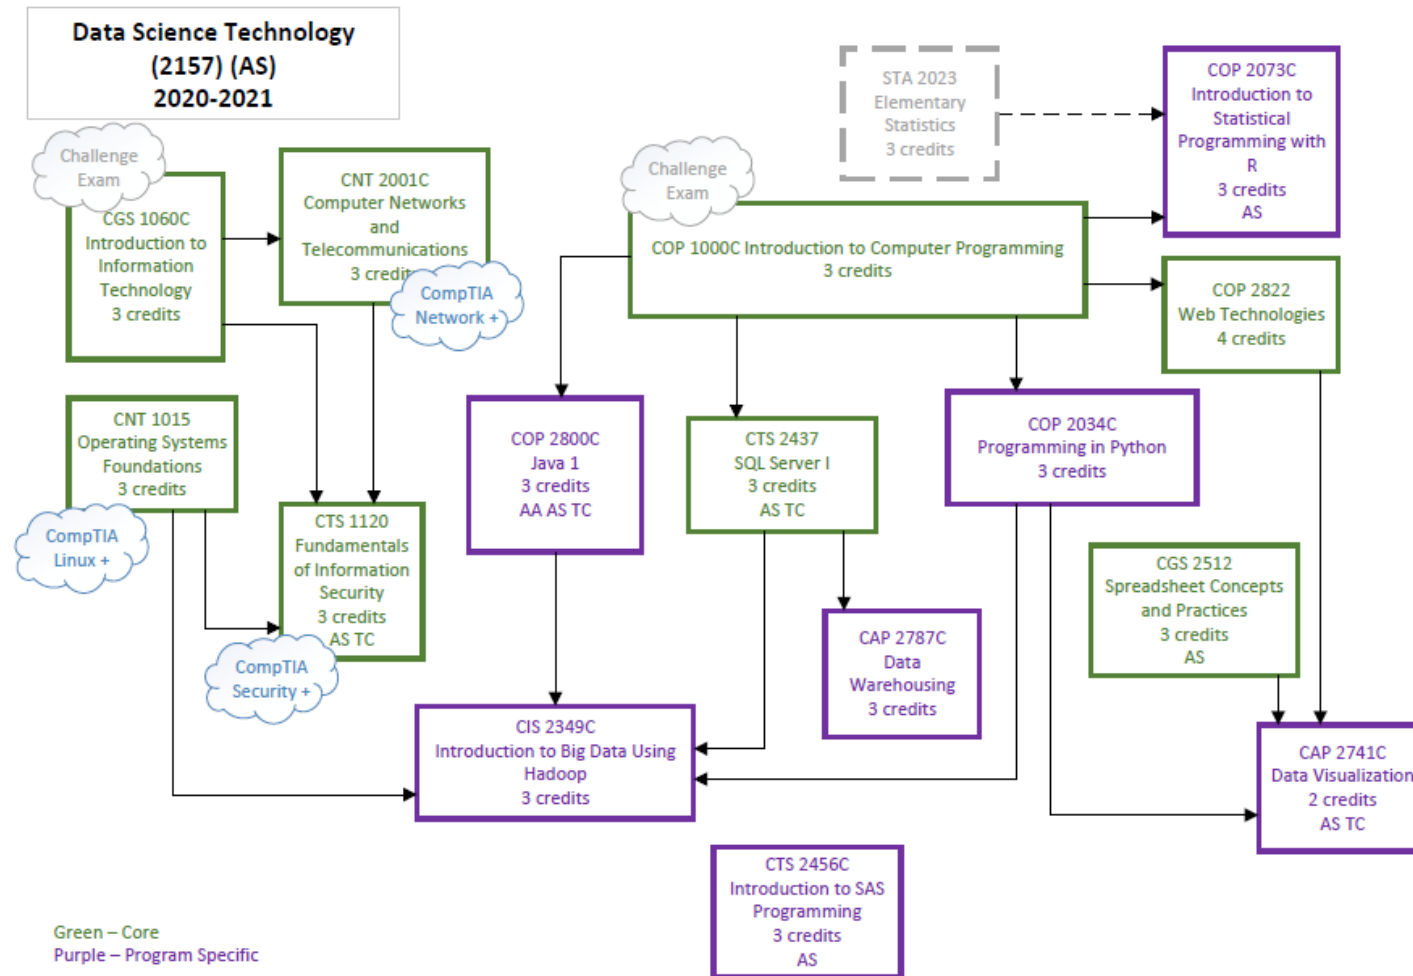 Data Science Technology
(2157) (AS)
2020-2021
Challenge
Exam
CGS 1060C
Introduction to
Information
Technology
3 credits
CNT 2001C
Computer Networks
and
Telecommunications
3 credits
CompTIA
Network +
CNT 1015
Operating Systems
Foundations
3 credits
CompTIA
Linux +
CTS 1120
Fundamentals
of Information
Security
3 credits
AS TC
CompTIA
Security +
STA 2023
Elementary
Statistics
3 credits
COP 2073C
Introduction to
Statistical
Programming with
R
3 credits
AS
Challenge
Exam
COP 1000C Introduction to Computer Programming
3 credits
COP 2822
Web Technologies
4 credits
COP 2800C
Java 1
3 credits
AA AS TC
CTS 2437
SQL Server I
3 credits
AS TC
COP 2034C
Programming in Python
3 credits
CGS 2512
Spreadsheet Concepts
and Practices
3 credits
AS
CAP 2787C
Data
Warehousing
3 credits
CIS 2349C
Introduction to Big Data Using
Hadoop
3 credits
CAP 2741C
Data Visualization
2 credits
AS TC
CTS 2456C
Introduction to SAS
Programming
3 credits
AS
Green – Core
Purple – Program Specific